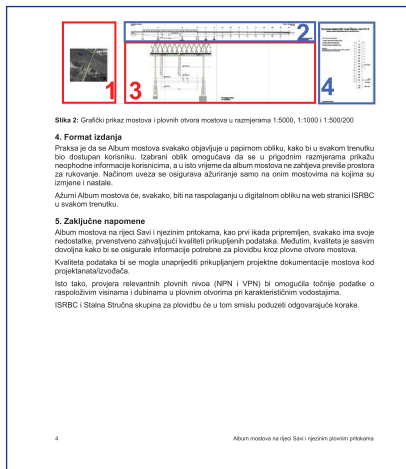 1
2
3
4
Slika 2: Grafički prikaz mostova i plovnih otvora mostova u razmjerama 1:5000, 1:1000 i 1:500/200
4. Format izdanja
Praksa je da se Album mostova svakako objavljuje u papirnom obliku, kako bi u svakom trenutku
bio dostupan korisniku. Izabrani oblik omogućava da se u prigodnim razmjerama prikažu
neophodne informacije korisnicima, a u isto vrijeme da album mostova ne zahtjeva previše prostora
za rukovanje. Načinom uveza se osigurava ažuriranje samo na onim mostovima na kojima su
izmjene i nastale.
Ažurni Album mostova će, svakako, biti na raspolaganju u digitalnom obliku na web stranici ISRBC
u svakom trenutku.
5. Zaključne napomene
Album mostova na rijeci Savi i njezinim pritokama, kao prvi ikada pripremljen, svakako ima svoje
nedostatke, prvenstveno zahvaljujući kvaliteti prikupljenih podataka. Međutim, kvaliteta je sasvim
dovoljna kako bi se osigurale informacije potrebne za plovidbu kroz plovne otvore mostova.
Kvaliteta podataka bi se mogla unaprijediti prikupljanjem projektne dokumentacije mostova kod
projektanata/izvođača.
Isto tako, provjera relevantnih plovnih nivoa (NPN i VPN) bi omogućila točnije podatke o
raspoloživim visinama i dubinama u plovnim otvorima pri karakterističnim vodostajima.
ISRBC i Stalna Stručna skupina za plovidbu će u tom smislu poduzeti odgovarajuće korake.
4
Album mostova na rijeci Savi i njezinim plovnim pritokama